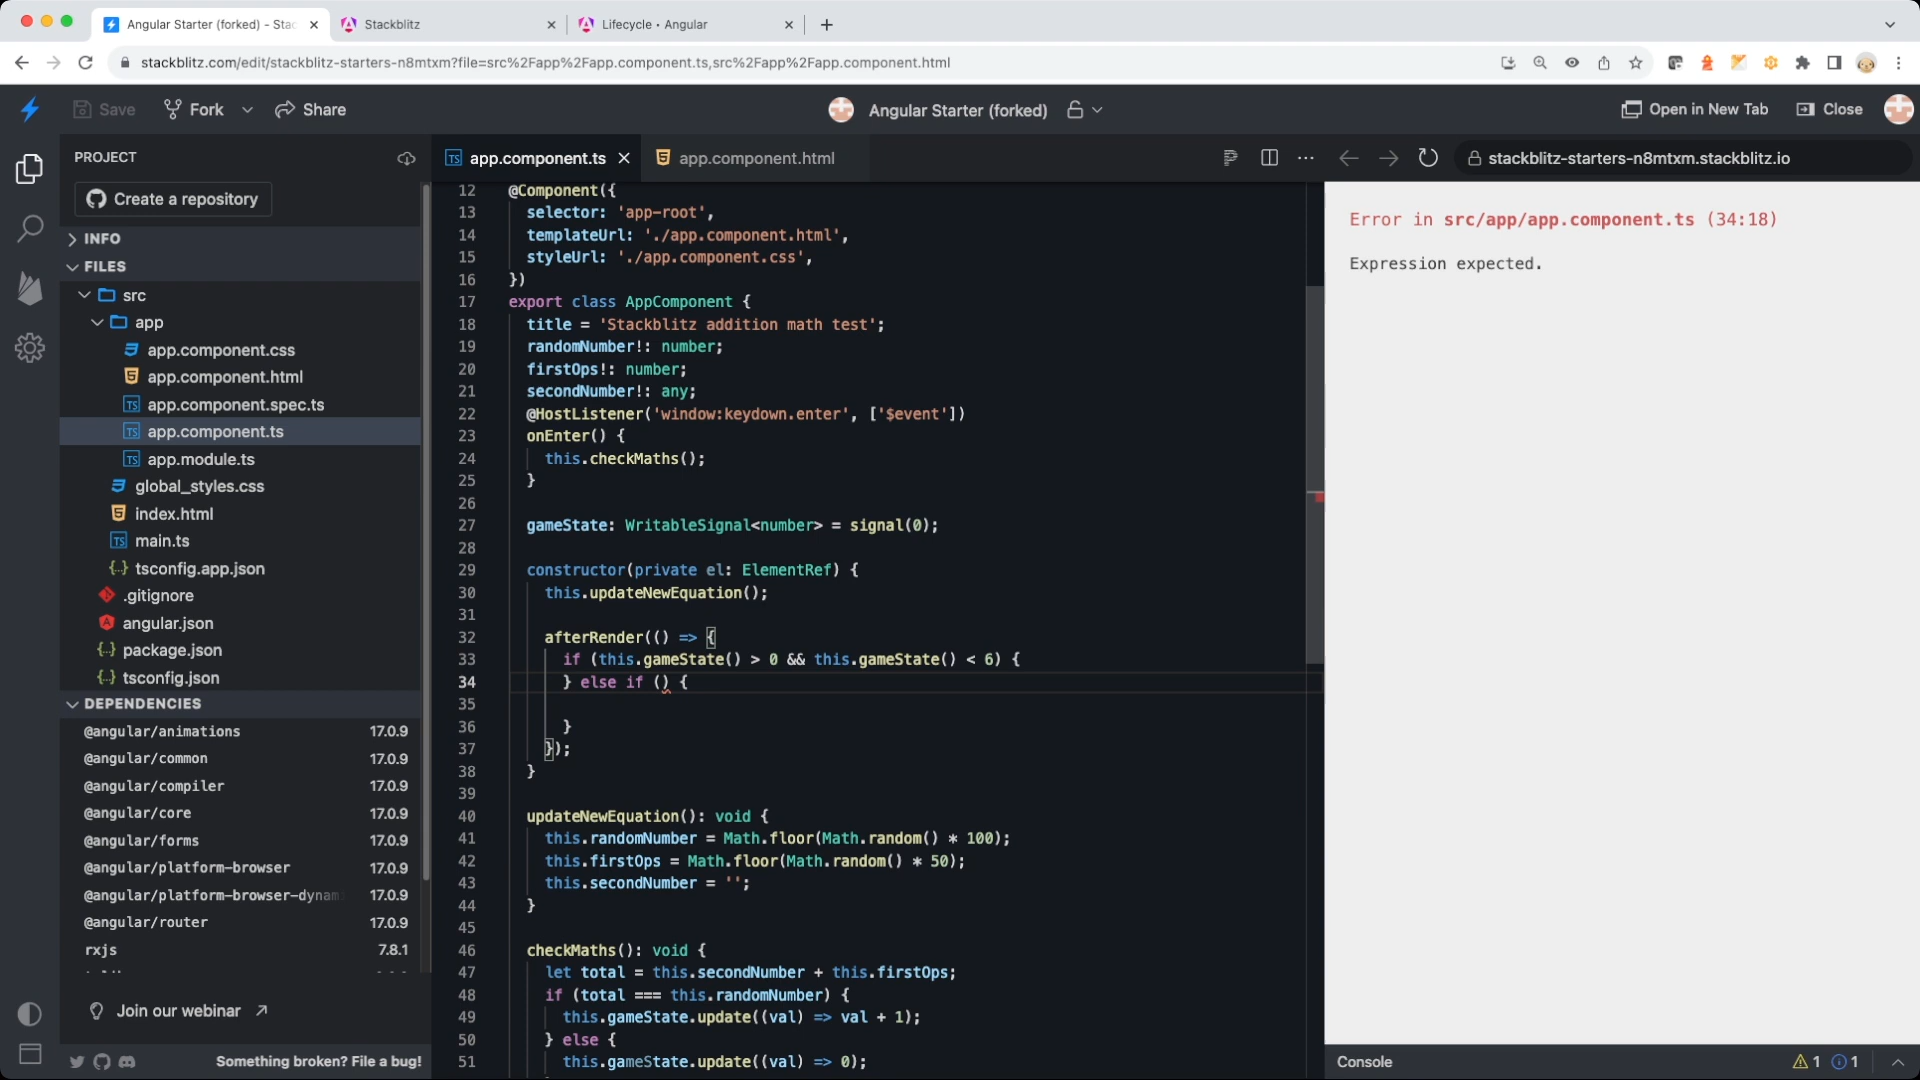 Angular Starter (forked) - Stac
Stackblitz
Lifecycle • Angular
stackblitz.com/edit/stackblitz-starters-n8mtxm?file=src%2Fapp%2Fapp.component.ts,src%2Fapp%2Fapp.component.html
Save
Fork
Share
Angular Starter (forked)
Open in New Tab
Close
PROJECT
Create a repository
INFO
FILES
src
app
app.component.css
app.component.html
app.component.spec.ts
app.component.ts
app.module.ts
global_styles.css
index.html
main.ts
tsconfig.app.json
.gitignore
angular.json
package.json
tsconfig.json
DEPENDENCIES
@angular/animations 17.0.9
@angular/common 17.0.9
@angular/compiler 17.0.9
@angular/core 17.0.9
@angular/forms 17.0.9
@angular/platform-browser 17.0.9
@angular/platform-browser-dynam 17.0.9
@angular/router 17.0.9
rxjs 7.8.1
Join our webinar
Something broken? File a bug!
app.component.ts
app.component.html
12 @Component({
13 selector: 'app-root',
14 templateUrl: './app.component.html',
15 styleUrl: './app.component.css',
16 })
17 export class AppComponent {
18 title = 'Stackblitz addition math test';
19 randomNumber!: number;
20 firstOps!: number;
21 secondNumber!: any;
22 @HostListener('window:keydown.enter', ['$event'])
23 onEnter() {
24 this.checkMaths();
25 }
26
27 gameState: WritableSignal<number> = signal(0);
28
29 constructor(private el: ElementRef) {
30 this.updateNewEquation();
31
32 afterRender(() => {
33 if (this.gameState() > 0 && this.gameState() < 6) {
34 } else if () {
35
36 }
37 });
38 }
39
40 updateNewEquation(): void {
41 this.randomNumber = Math.floor(Math.random() * 100);
42 this.firstOps = Math.floor(Math.random() * 50);
43 this.secondNumber = '';
44 }
45
46 checkMaths(): void {
47 let total = this.secondNumber + this.firstOps;
48 if (total === this.randomNumber) {
49 this.gameState.update((val) => val + 1);
50 } else {
51 this.gameState.update((val) => 0);
stackblitz-starters-n8mtxm.stackblitz.io
Error in src/app/app.component.ts (34:18)
Expression expected.
Console
1
1